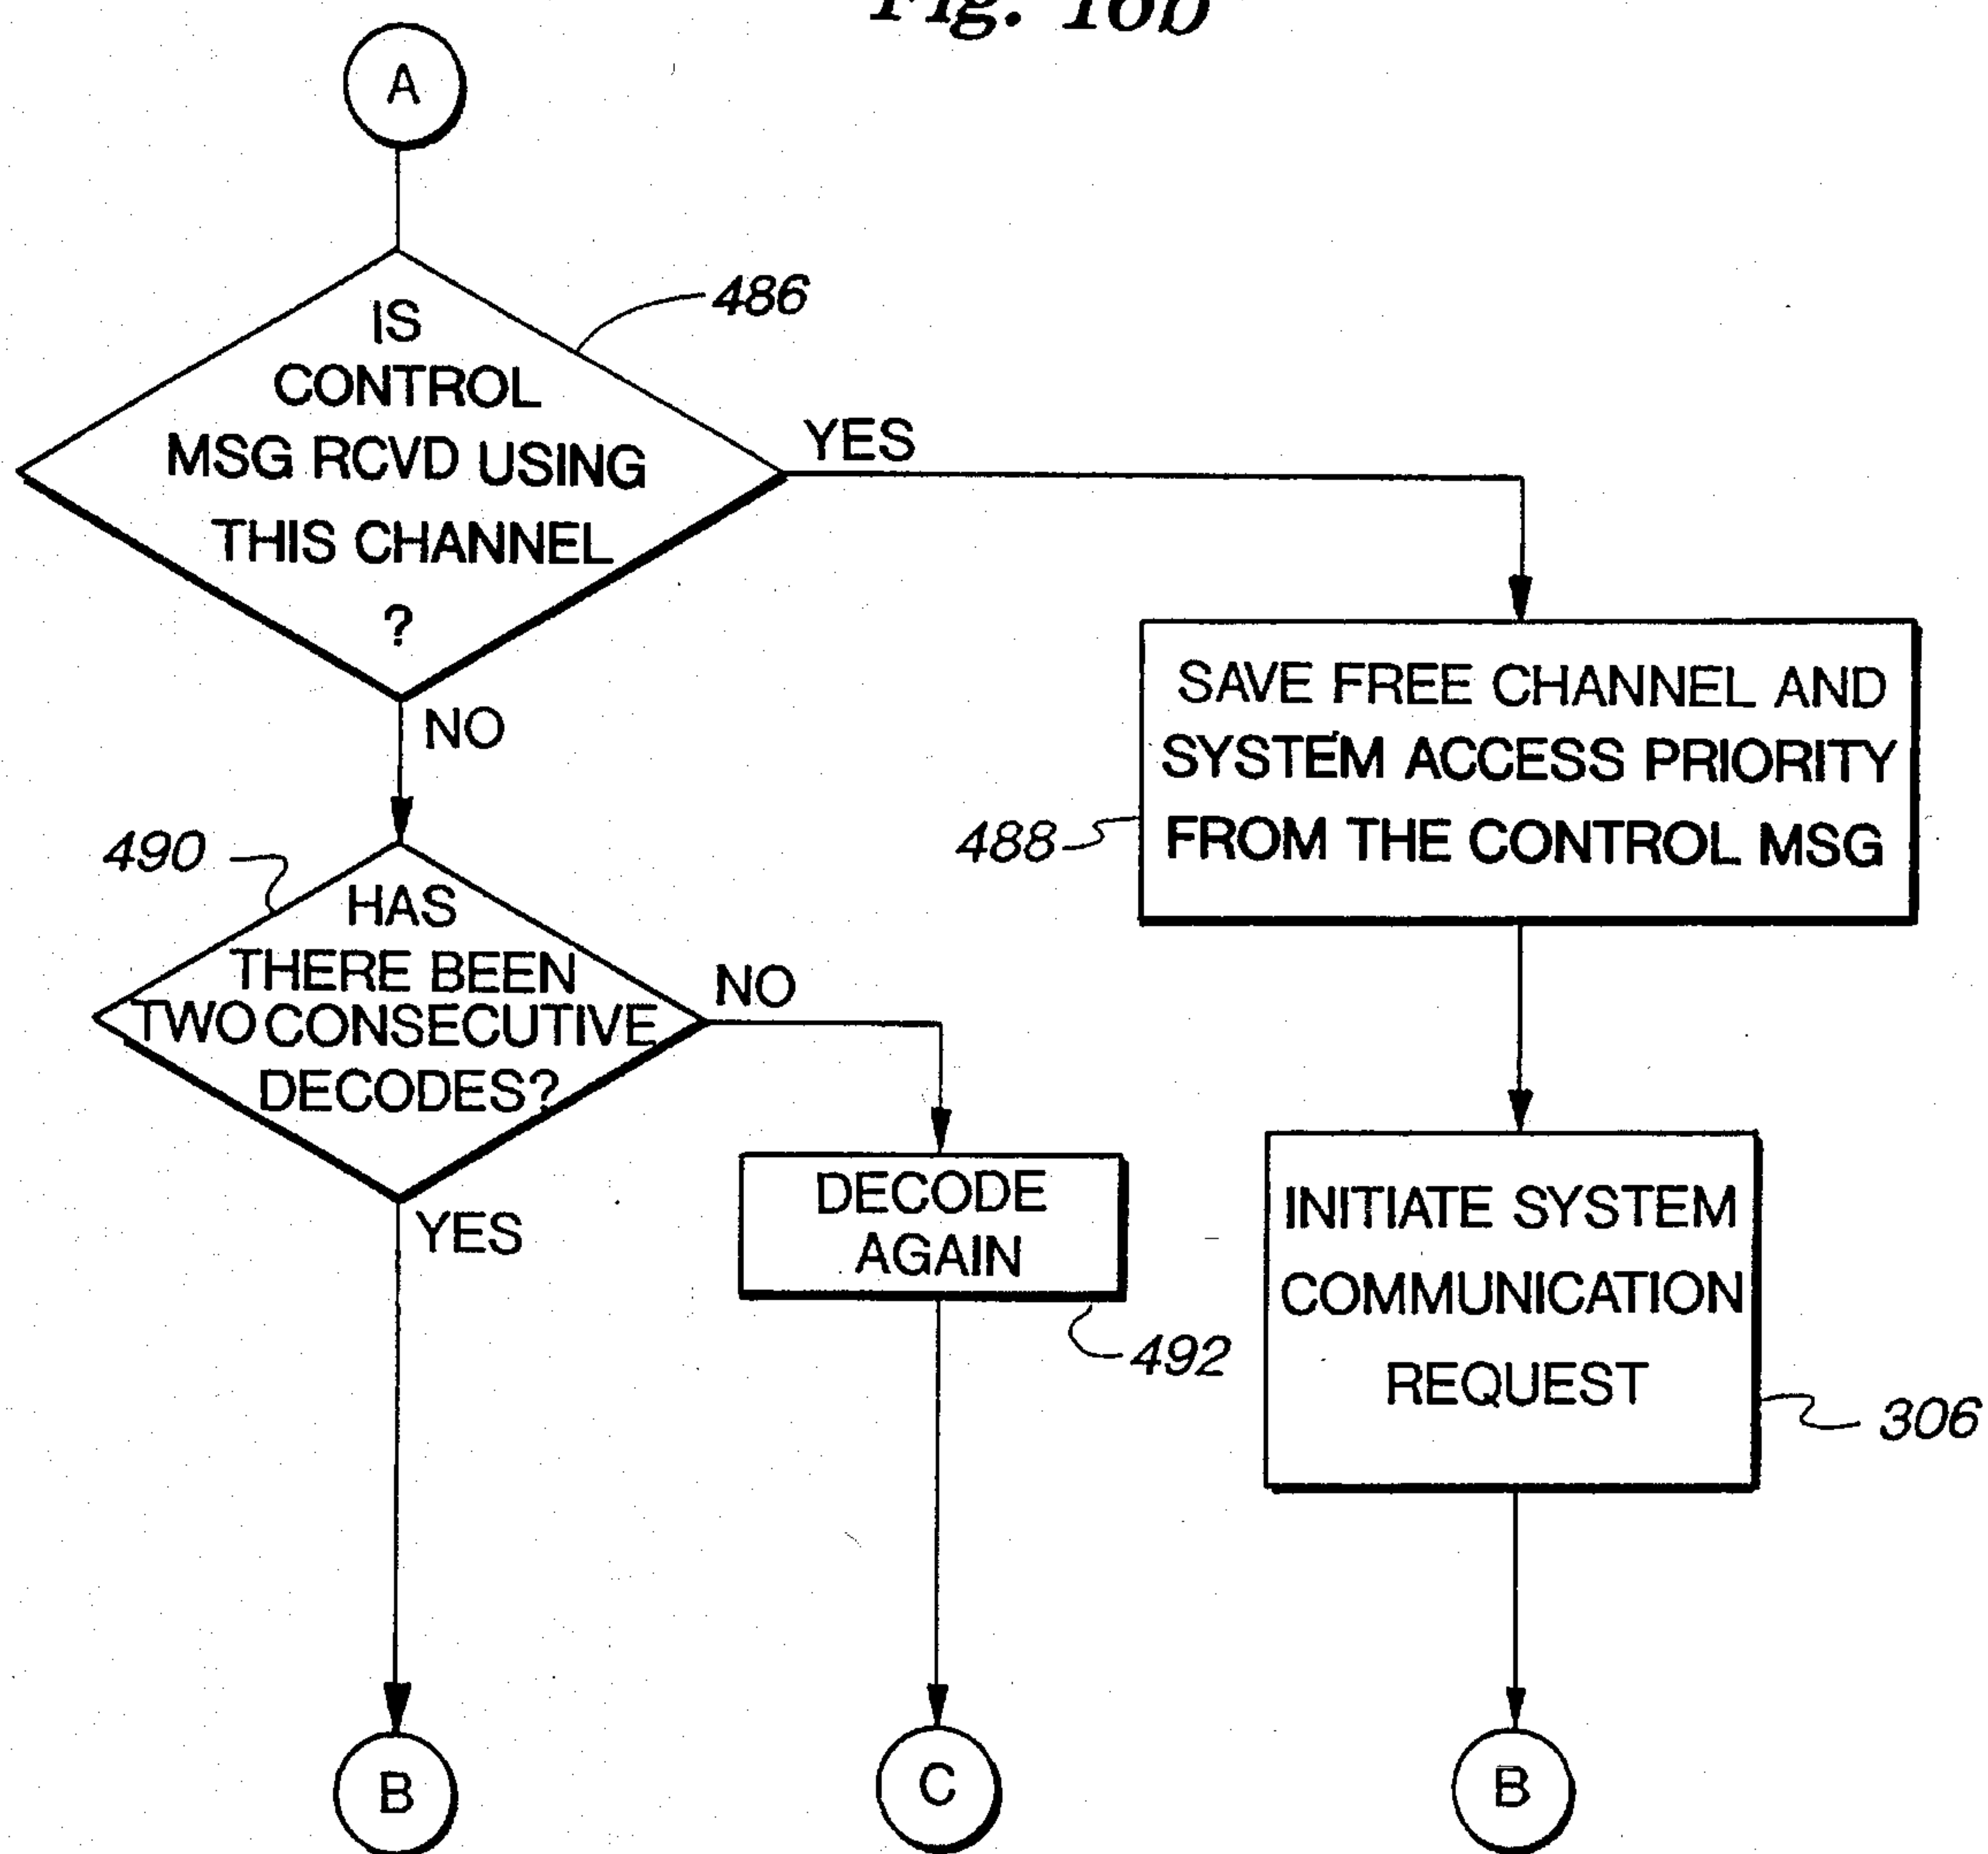 Fig. 10b
A
IS
CONTROL
MSG RCVD USING
THIS CHANNEL
?
486
YES
NO
SAVE FREE CHANNEL AND
SYSTEM ACCESS PRIORITY
FROM THE CONTROL MSG
488
490
HAS
THERE BEEN
TWO CONSECUTIVE
DECODES?
NO
YES
DECODE
AGAIN
492
INITIATE SYSTEM
COMMUNICATION
REQUEST
306
B
C
B